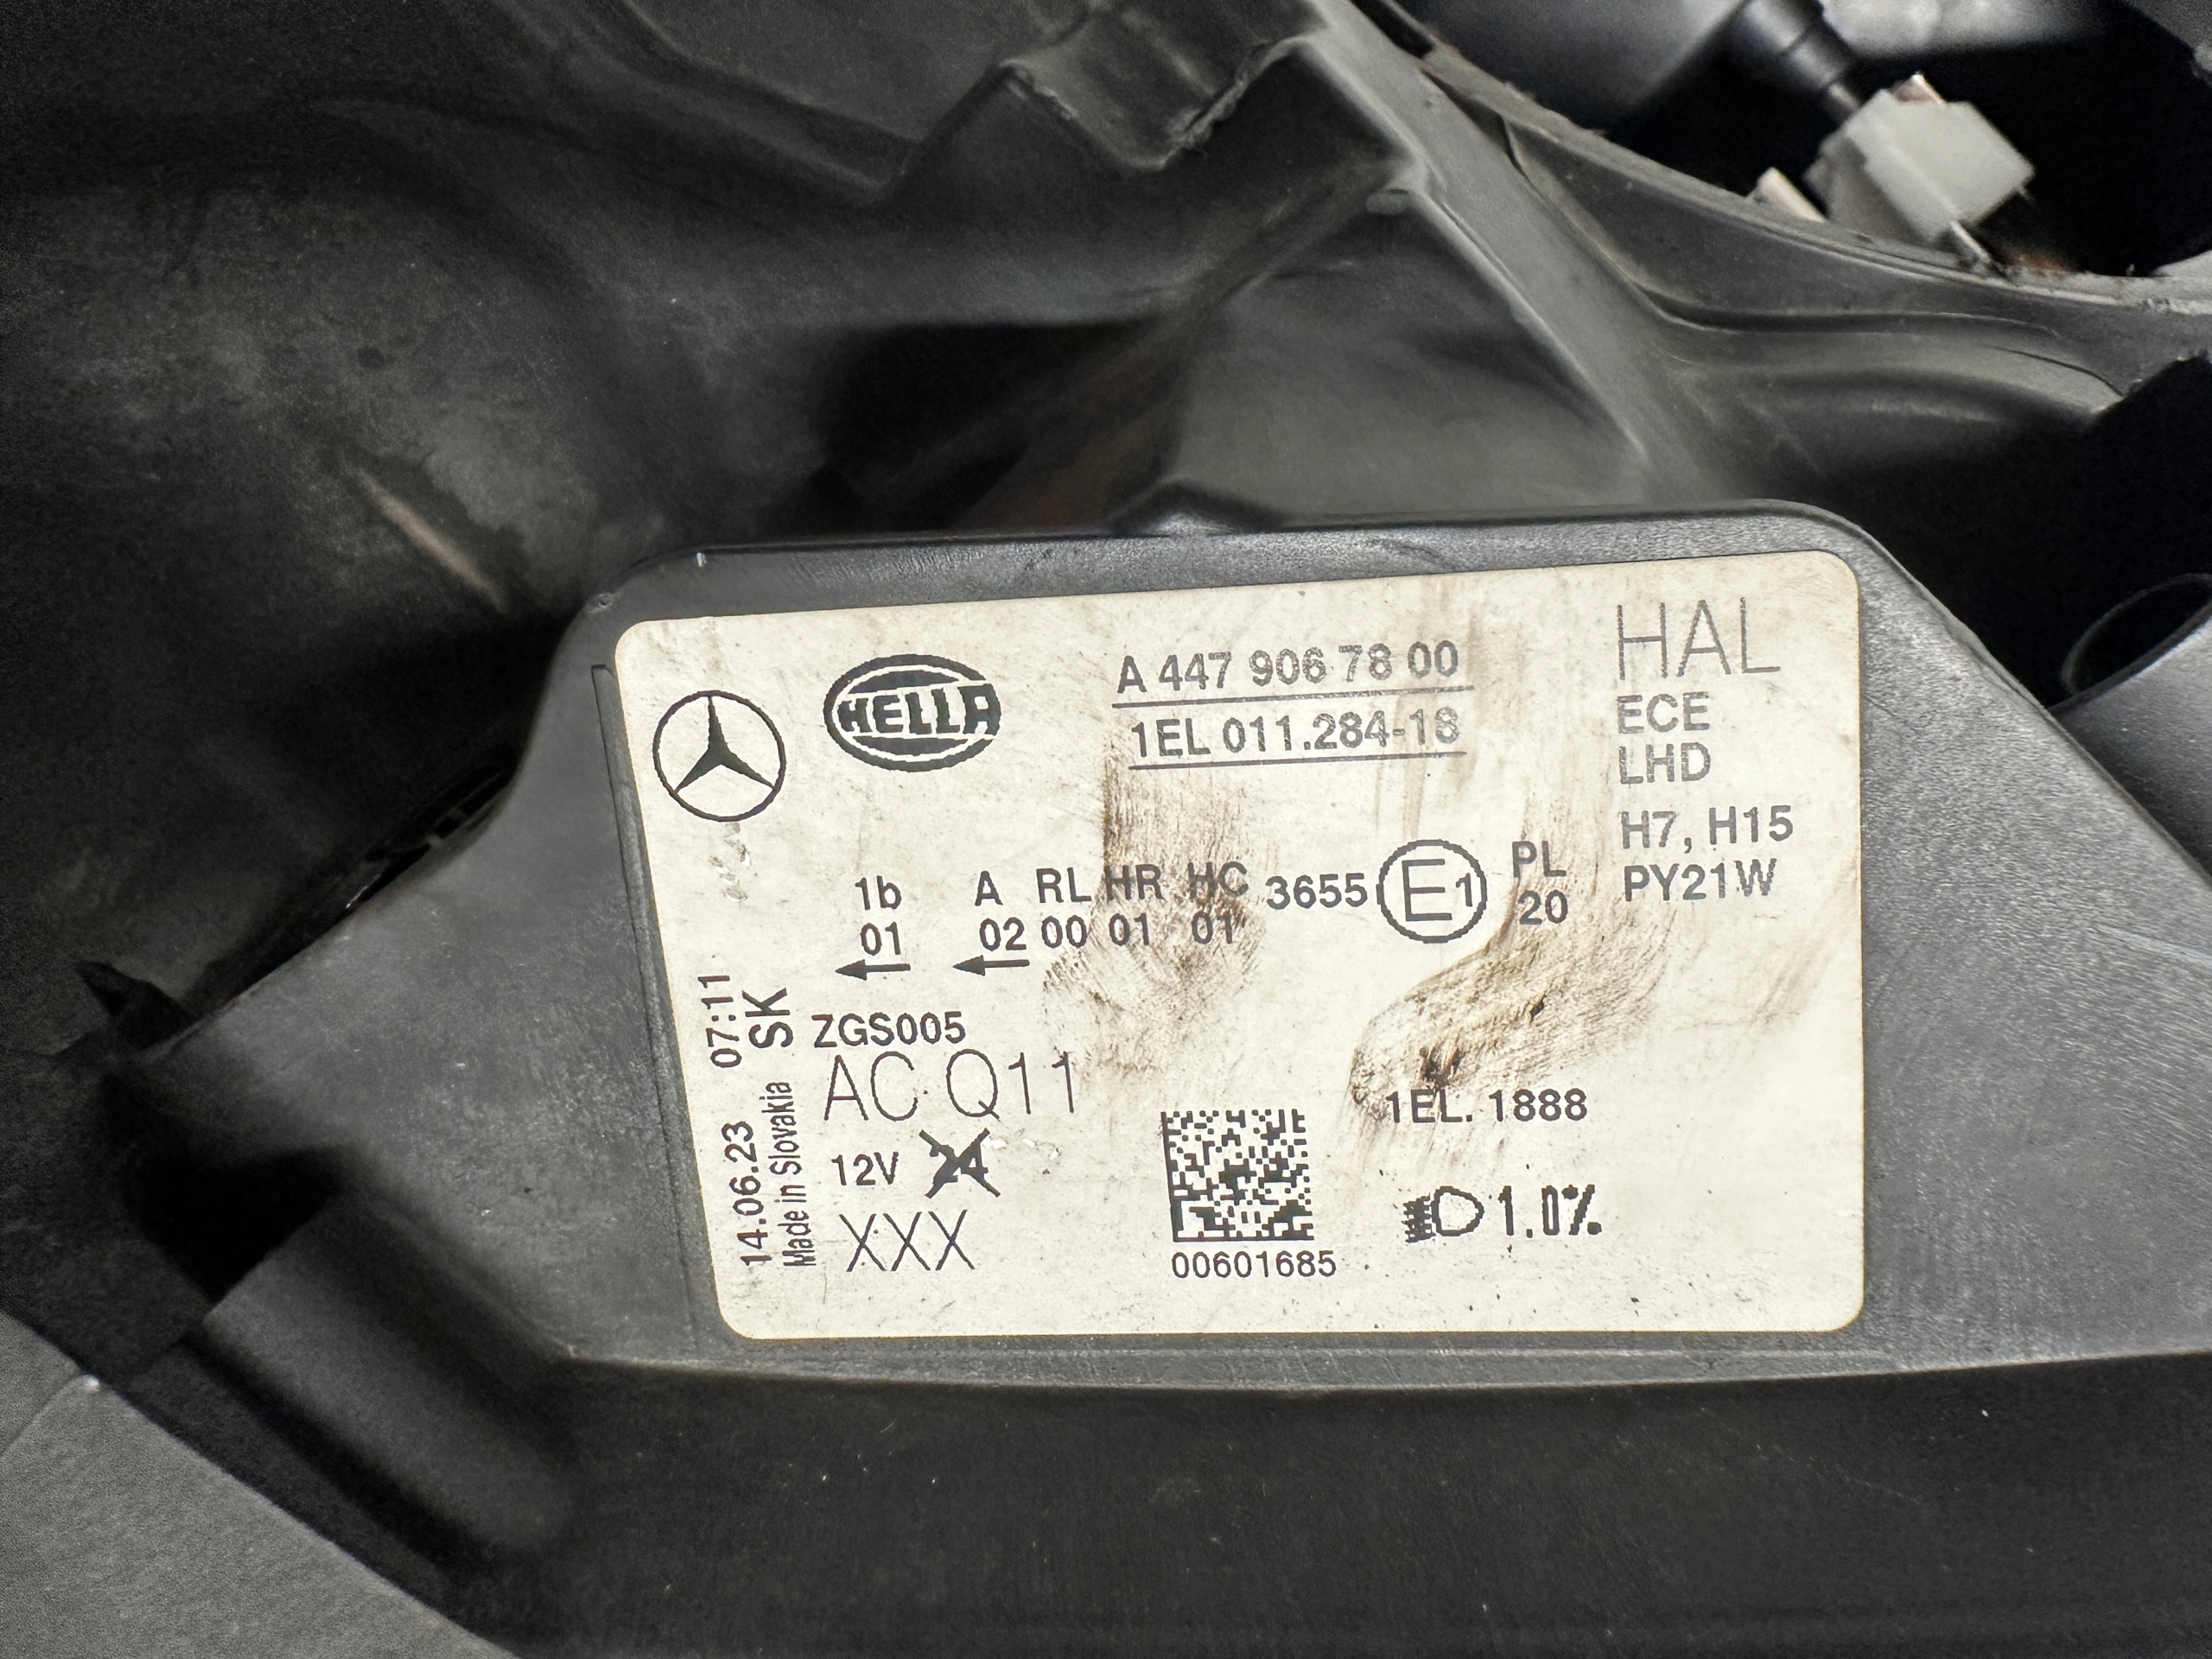 HELLA
A 447 906 78 00
1EL 011.284-18
HAL
ECE
LHD
H7, H15
PY21W
1b A RL HR HC 3655 E1 PL
01 02 00 01 01 20
ZGS005
AC Q11
12V
XXX
00601685
1EL. 1888
1.0%
14.06.23 07:11
Made in Slovakia SK